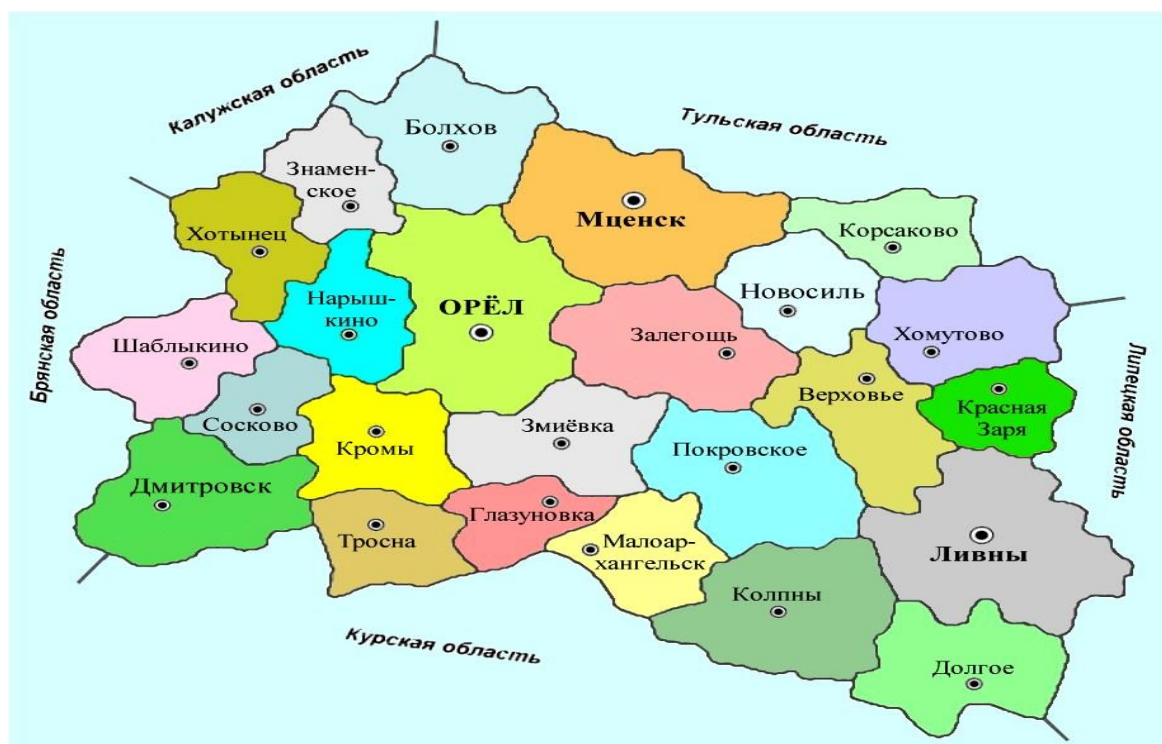 Калужская область
Тульская область
Болхов
Знамен-
ское
Мценск
Хотынец
Корсаково
Брянская область
Нарыш-
кино
ОРЁЛ
Новосиль
Залегощь
Хомутово
Шаблыкино
Липецкая область
Верховье
Красная
Заря
Сосково
Кромы
Змиёвка
Покровское
Дмитровск
Глазуновка
Тросна
Малоар-
хангельск
Ливны
Колпны
Курская область
Долгое